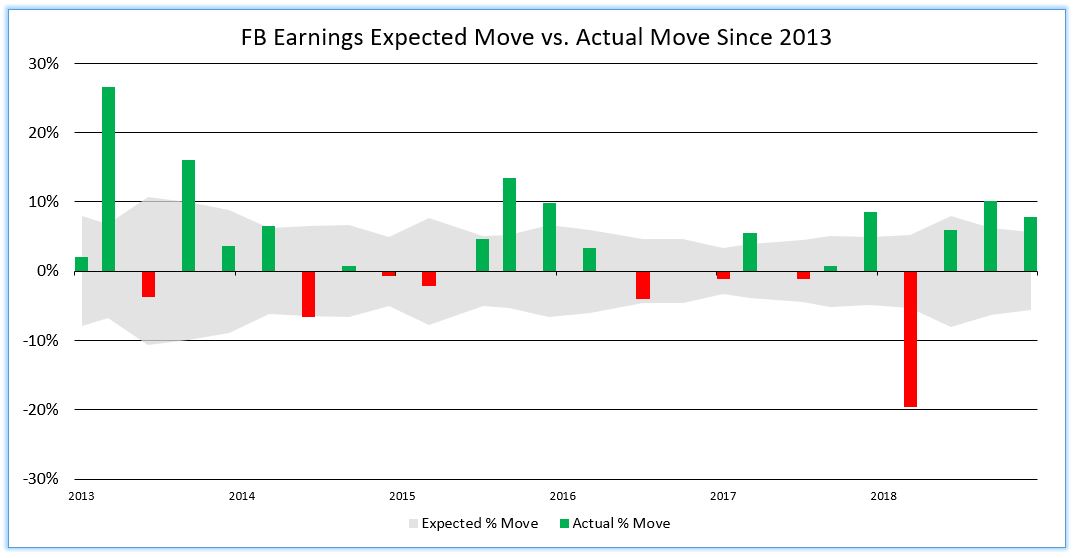 FB Earnings Expected Move vs. Actual Move Since 2013
30%
20%
10%
0%
-10%
-20%
-30%
2013 2014 2015 2016 2017 2018
Expected % Move Actual % Move